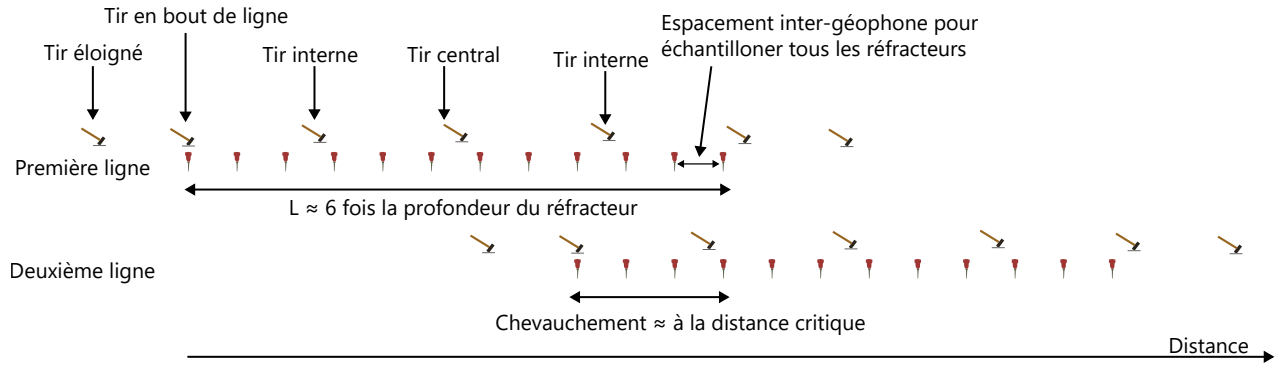 Tir en bout de ligne
Espacement inter-géophone pour
échantilloner tous les réfracteurs
Tir éloigné
Tir interne
Tir central
Tir interne
Première ligne
L ≈ 6 fois la profondeur du réfracteur
Deuxième ligne
Chevauchement ≈ à la distance critique
Distance